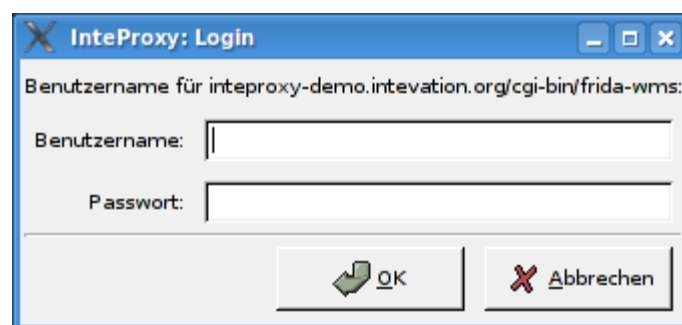 InteProxy: Login
Benutzername für inteproxy-demo.intevation.org/cgi-bin/frida-wms:
Benutzername:
Passwort:
OK Abbrechen